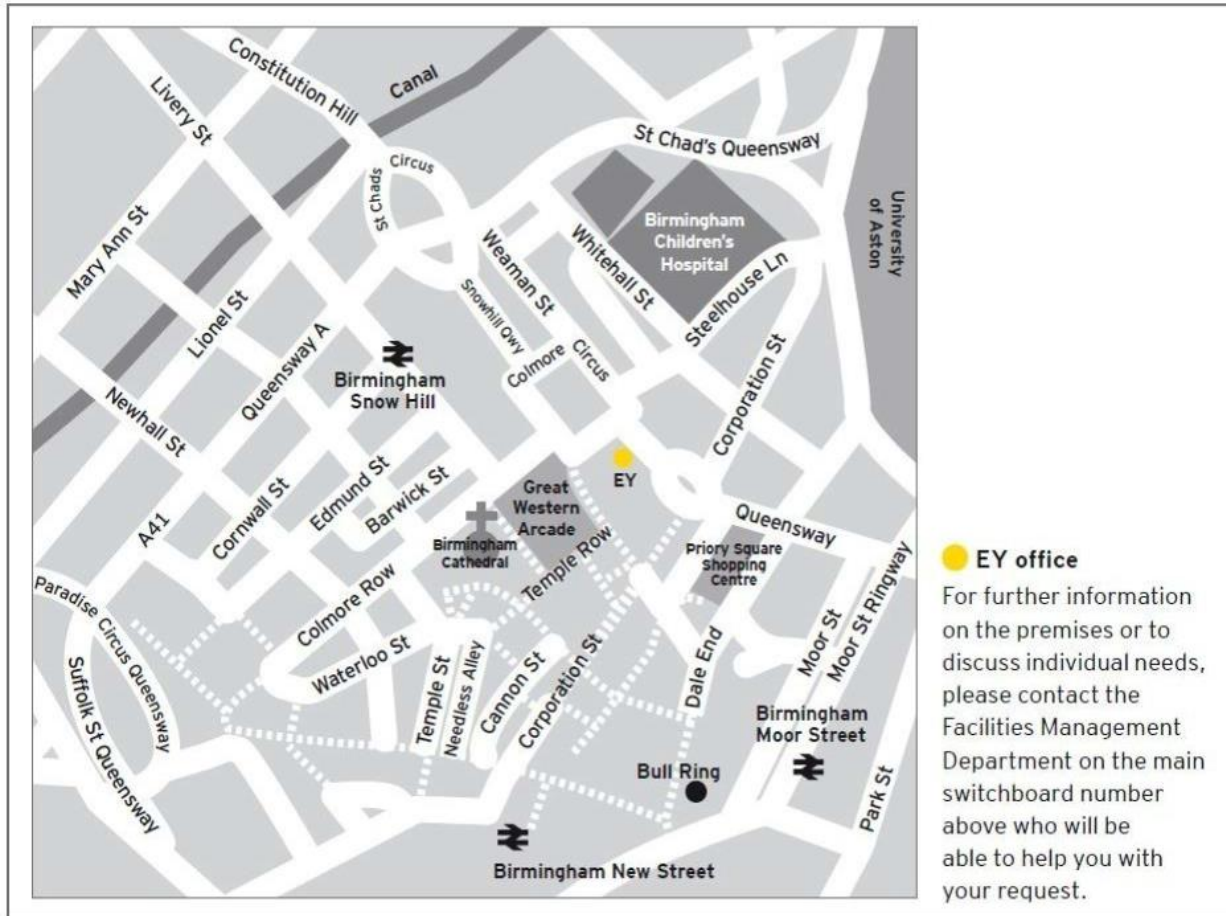 Constitution Hill
Canal
Livery St
St Chad's Queensway
Circus
St Chads
University
of Aston
Birmingham
Children's
Hospital
Mary Ann St
Weaman St
Whitehall St
Steelhouse Ln
Snowhill Qwy
Lionel St
Queensway A
Colmore
Circus
Birmingham
Snow Hill
Corporation St
Newhall St
EY
Great
Western
Arcade
Edmund St
Barwick St
Cornwall St
A41
Queensway
Birmingham
Cathedral
Temple Row
Priory Square
Shopping
Centre
Paradise Circus Queensway
Colmore Row
Moor St
Moor St Ringway
Waterloo St
Suffolk St Queensway
Temple St
Needless Alley
Cannon St
Corporation St
Dale End
Birmingham
Moor Street
Bull Ring
Park St
Birmingham New Street
EY office
For further information
on the premises or to
discuss individual needs,
please contact the
Facilities Management
Department on the main
switchboard number
above who will be
able to help you with
your request.